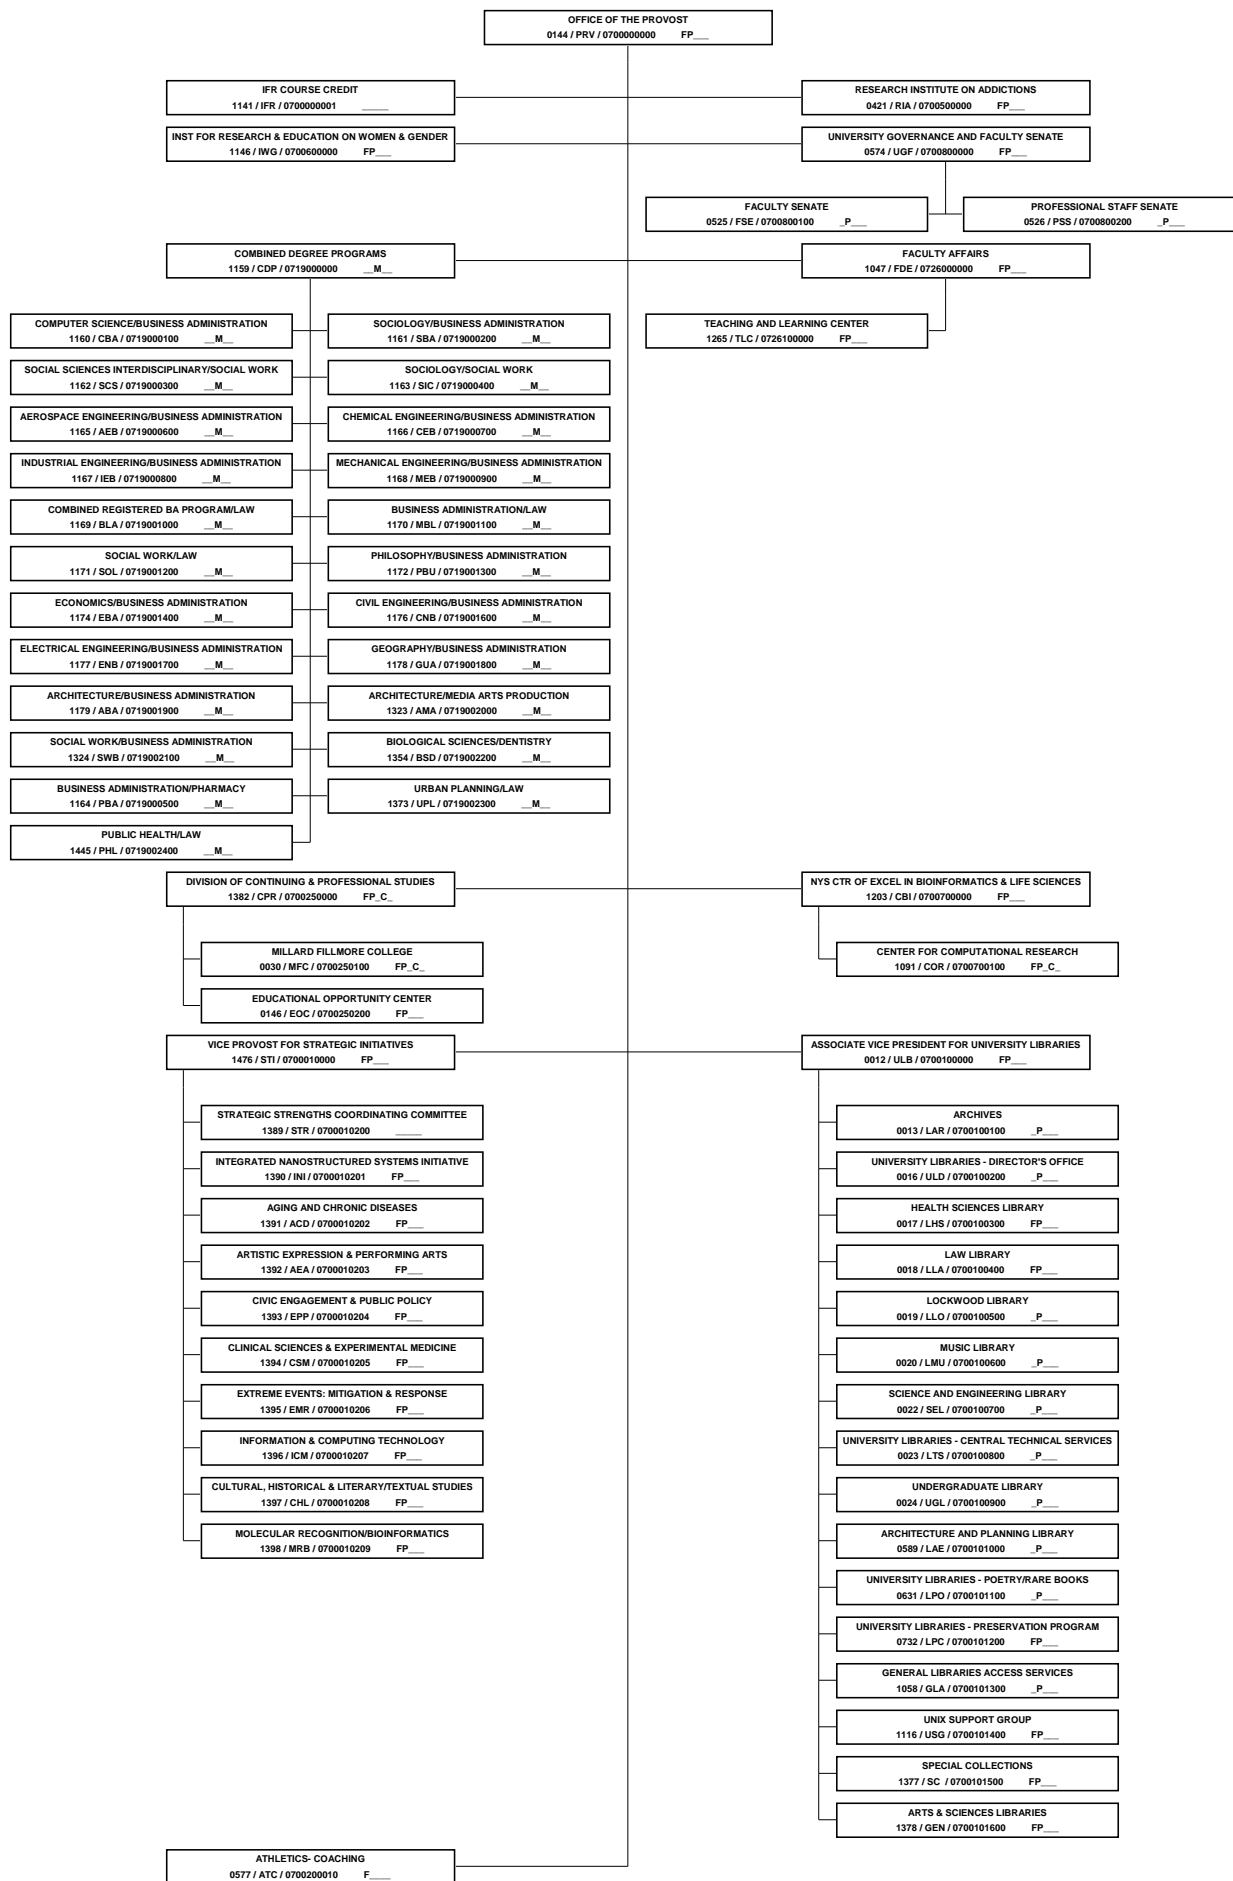 OFFICE OF THE PROVOST
0144 / PRV / 0700000000 FP___
IFR COURSE CREDIT
1141 / IFR / 0700000001 _____
RESEARCH INSTITUTE ON ADDICTIONS
0421 / RIA / 0700500000 FP___
INST FOR RESEARCH & EDUCATION ON WOMEN & GENDER
1146 / IWG / 0700600000 FP___
UNIVERSITY GOVERNANCE AND FACULTY SENATE
0574 / UGF / 0700800000 FP___
FACULTY SENATE
0525 / FSE / 0700800100 _P___
PROFESSIONAL STAFF SENATE
0526 / PSS / 0700800200 _P___
COMBINED DEGREE PROGRAMS
1159 / CDP / 0719000000 __M__
FACULTY AFFAIRS
1047 / FDE / 0726000000 FP___
COMPUTER SCIENCE/BUSINESS ADMINISTRATION
1160 / CBA / 0719000100 __M__
SOCIOLOGY/BUSINESS ADMINISTRATION
1161 / SBA / 0719000200 __M__
TEACHING AND LEARNING CENTER
1265 / TLC / 0726100000 FP___
SOCIAL SCIENCES INTERDISCIPLINARY/SOCIAL WORK
1162 / SCS / 0719000300 __M__
SOCIOLOGY/SOCIAL WORK
1163 / SIC / 0719000400 __M__
AEROSPACE ENGINEERING/BUSINESS ADMINISTRATION
1165 / AEB / 0719000600 __M__
CHEMICAL ENGINEERING/BUSINESS ADMINISTRATION
1166 / CEB / 0719000700 __M__
INDUSTRIAL ENGINEERING/BUSINESS ADMINISTRATION
1167 / IEB / 0719000800 __M__
MECHANICAL ENGINEERING/BUSINESS ADMINISTRATION
1168 / MEB / 0719000900 __M__
COMBINED REGISTERED BA PROGRAM/LAW
1169 / BLA / 0719001000 __M__
BUSINESS ADMINISTRATION/LAW
1170 / MBL / 0719001100 __M__
SOCIAL WORK/LAW
1171 / SOL / 0719001200 __M__
PHILOSOPHY/BUSINESS ADMINISTRATION
1172 / PBU / 0719001300 __M__
ECONOMICS/BUSINESS ADMINISTRATION
1174 / EBA / 0719001400 __M__
CIVIL ENGINEERING/BUSINESS ADMINISTRATION
1176 / CNB / 0719001600 __M__
ELECTRICAL ENGINEERING/BUSINESS ADMINISTRATION
1177 / ENB / 0719001700 __M__
GEOGRAPHY/BUSINESS ADMINISTRATION
1178 / GUA / 0719001800 __M__
ARCHITECTURE/BUSINESS ADMINISTRATION
1179 / ABA / 0719001900 __M__
ARCHITECTURE/MEDIA ARTS PRODUCTION
1323 / AMA / 0719002000 __M__
SOCIAL WORK/BUSINESS ADMINISTRATION
1324 / SWB / 0719002100 __M__
BIOLOGICAL SCIENCES/DENTISTRY
1354 / BSD / 0719002200 __M__
BUSINESS ADMINISTRATION/PHARMACY
1164 / PBA / 0719000500 __M__
URBAN PLANNING/LAW
1373 / UPL / 0719002300 __M__
PUBLIC HEALTH/LAW
1445 / PHL / 0719002400 __M__
DIVISION OF CONTINUING & PROFESSIONAL STUDIES
1382 / CPR / 0700250000 FP_C_
NYS CTR OF EXCEL IN BIOINFORMATICS & LIFE SCIENCES
1203 / CBI / 0700700000 FP___
MILLARD FILLMORE COLLEGE
0030 / MFC / 0700250100 FP_C_
CENTER FOR COMPUTATIONAL RESEARCH
1091 / COR / 0700700100 FP_C_
EDUCATIONAL OPPORTUNITY CENTER
0146 / EOC / 0700250200 FP___
VICE PROVOST FOR STRATEGIC INITIATIVES
1476 / STI / 0700010000 FP___
ASSOCIATE VICE PRESIDENT FOR UNIVERSITY LIBRARIES
0012 / ULB / 0700100000 FP___
STRATEGIC STRENGTHS COORDINATING COMMITTEE
1389 / STR / 0700010200 _____
ARCHIVES
0013 / LAR / 0700100100 _P___
INTEGRATED NANOSTRUCTURED SYSTEMS INITIATIVE
1390 / INI / 0700010201 FP___
UNIVERSITY LIBRARIES - DIRECTOR'S OFFICE
0016 / ULD / 0700100200 _P___
AGING AND CHRONIC DISEASES
1391 / ACD / 0700010202 FP___
HEALTH SCIENCES LIBRARY
0017 / LHS / 0700100300 FP___
ARTISTIC EXPRESSION & PERFORMING ARTS
1392 / AEA / 0700010203 FP___
LAW LIBRARY
0018 / LLA / 0700100400 FP___
CIVIC ENGAGEMENT & PUBLIC POLICY
1393 / EPP / 0700010204 FP___
LOCKWOOD LIBRARY
0019 / LLO / 0700100500 _P___
CLINICAL SCIENCES & EXPERIMENTAL MEDICINE
1394 / CSM / 0700010205 FP___
MUSIC LIBRARY
0020 / LMU / 0700100600 _P___
EXTREME EVENTS: MITIGATION & RESPONSE
1395 / EMR / 0700010206 FP___
SCIENCE AND ENGINEERING LIBRARY
0022 / SEL / 0700100700 _P___
INFORMATION & COMPUTING TECHNOLOGY
1396 / ICM / 0700010207 FP___
UNIVERSITY LIBRARIES - CENTRAL TECHNICAL SERVICES
0023 / LTS / 0700100800 _P___
CULTURAL, HISTORICAL & LITERARY/TEXTUAL STUDIES
1397 / CHL / 0700010208 FP___
UNDERGRADUATE LIBRARY
0024 / UGL / 0700100900 _P___
MOLECULAR RECOGNITION/BIOINFORMATICS
1398 / MRB / 0700010209 FP___
ARCHITECTURE AND PLANNING LIBRARY
0589 / LAE / 0700101000 _P___
UNIVERSITY LIBRARIES - POETRY/RARE BOOKS
0631 / LPO / 0700101100 _P___
UNIVERSITY LIBRARIES - PRESERVATION PROGRAM
0732 / LPC / 0700101200 FP___
GENERAL LIBRARIES ACCESS SERVICES
1058 / GLA / 0700101300 _P___
UNIX SUPPORT GROUP
1116 / USG / 0700101400 FP___
SPECIAL COLLECTIONS
1377 / SC / 0700101500 FP___
ARTS & SCIENCES LIBRARIES
1378 / GEN / 0700101600 FP___
ATHLETICS- COACHING
0577 / ATC / 0700200010 F____